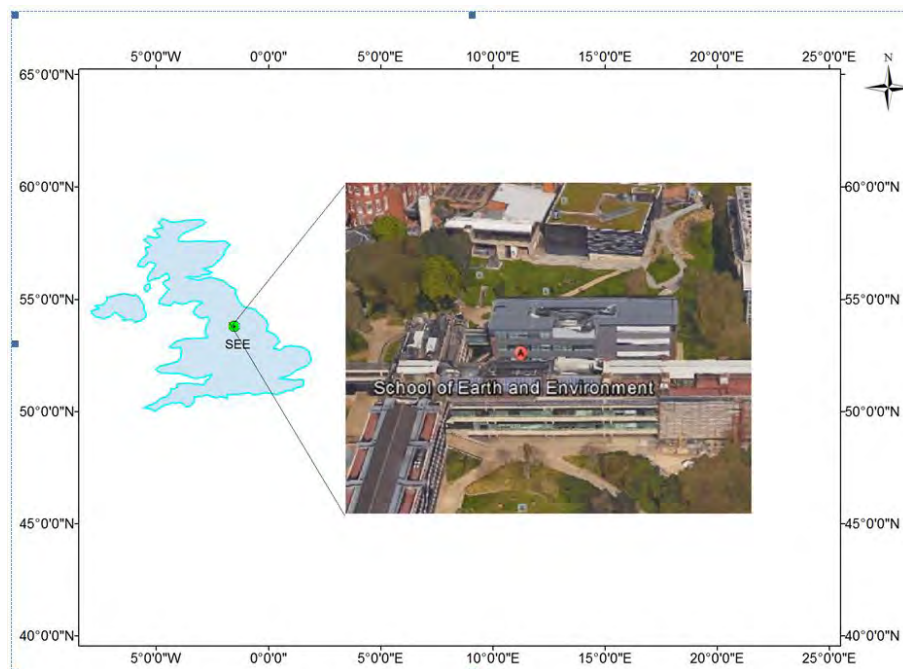 5°0'0"W 0°0'0" 5°0'0"E 10°0'0"E 15°0'0"E 20°0'0"E 25°0'0"E
N
65°0'0"N
60°0'0"N 60°0'0"N
55°0'0"N 55°0'0"N
SEE
A
School of Earth and Environment
50°0'0"N 50°0'0"N
45°0'0"N 45°0'0"N
40°0'0"N 40°0'0"N
5°0'0"W 0°0'0" 5°0'0"E 10°0'0"E 15°0'0"E 20°0'0"E 25°0'0"E